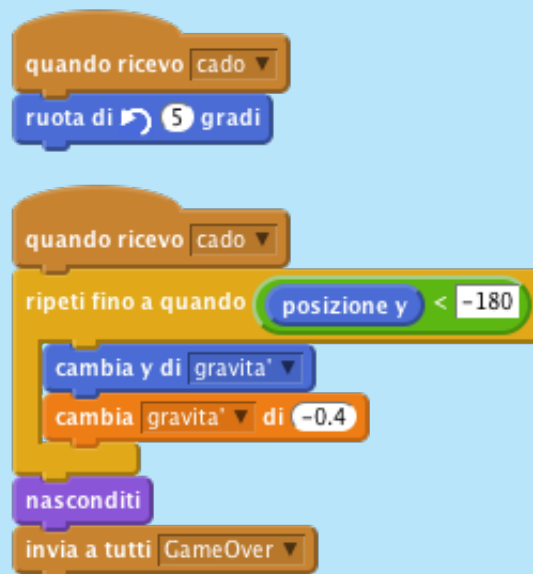 quando ricevo cado
ruota di 5 gradi
quando ricevo cado
ripeti fino a quando posizione y < -180
cambia y di gravita'
cambia gravita' di -0.4
nasconditi
invia a tutti GameOver